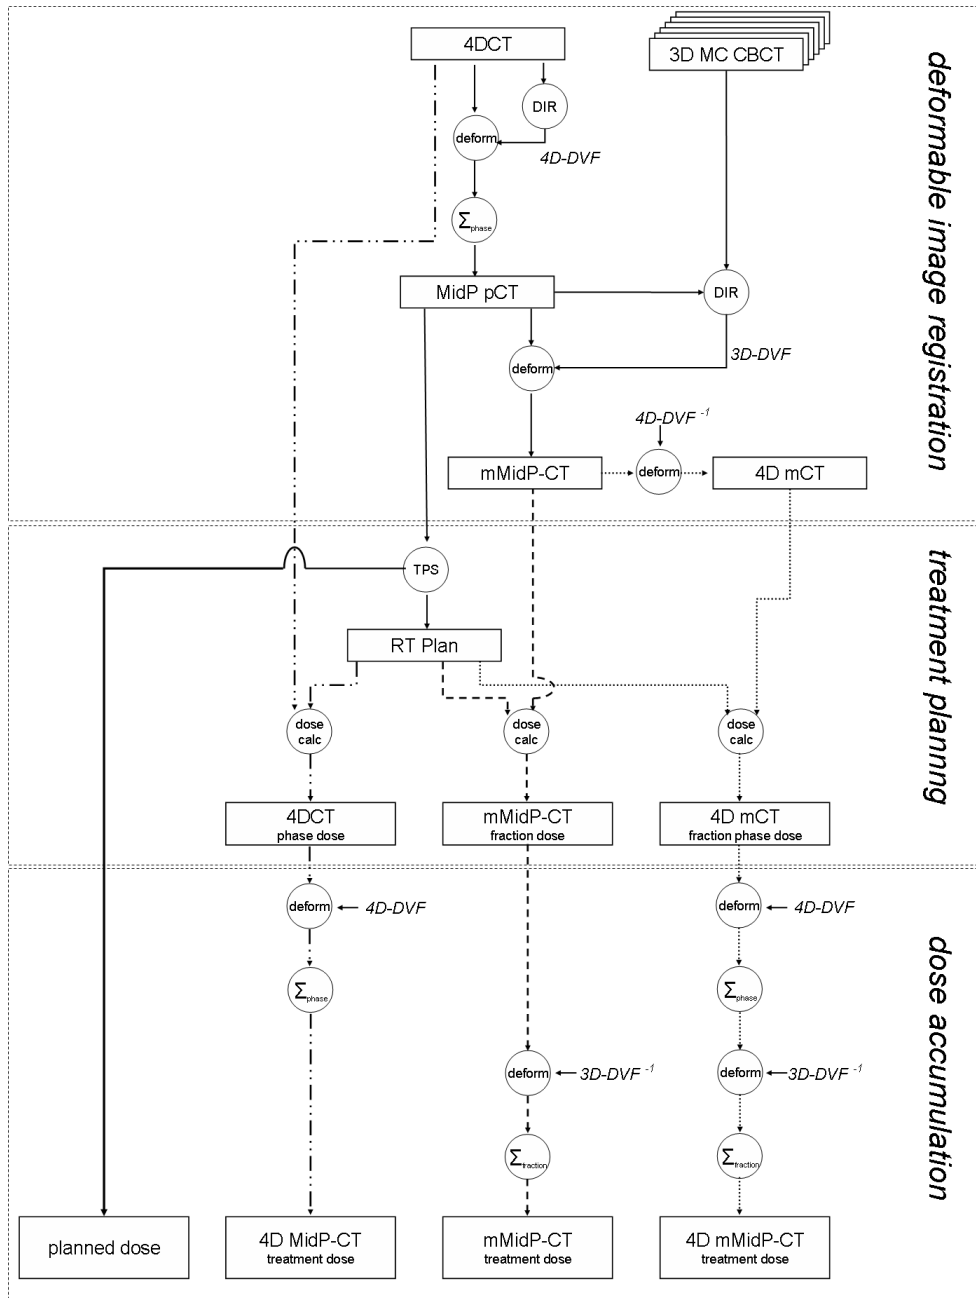 4DCT
3D MC CBCT
DIR
deform
4D-DVF
Σphase
MidP pCT
DIR
3D-DVF
deform
4D-DVF -1
mMidP-CT
deform
4D mCT
deformable image registration
TPS
RT Plan
dose
calc
dose
calc
dose
calc
4DCT
phase dose
mMidP-CT
fraction dose
4D mCT
fraction phase dose
treatment plannng
deform
4D-DVF
deform
4D-DVF
Σphase
Σphase
deform
3D-DVF -1
deform
3D-DVF -1
Σfraction
Σfraction
dose accumulation
planned dose
4D MidP-CT
treatment dose
mMidP-CT
treatment dose
4D mMidP-CT
treatment dose